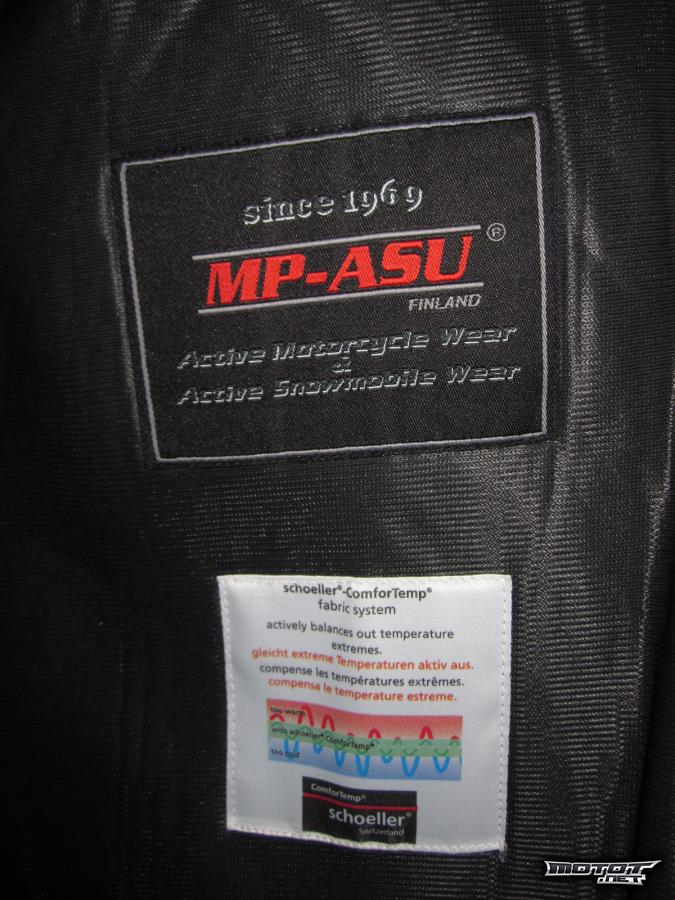 since 1969
MP-ASU®
FINLAND
Active Motorcycle Wear
&
Active Snowmobile Wear
schoeller®-ComforTemp®
fabric system
actively balances out temperature
extremes.
gleicht extreme Temperaturen aktiv aus.
compense les températures extrêmes.
compensa le temperature estreme.
too warm
with schoeller®-ComforTemp®
too cold
ComforTemp®
schoeller®
Switzerland
MOTOT
.NET